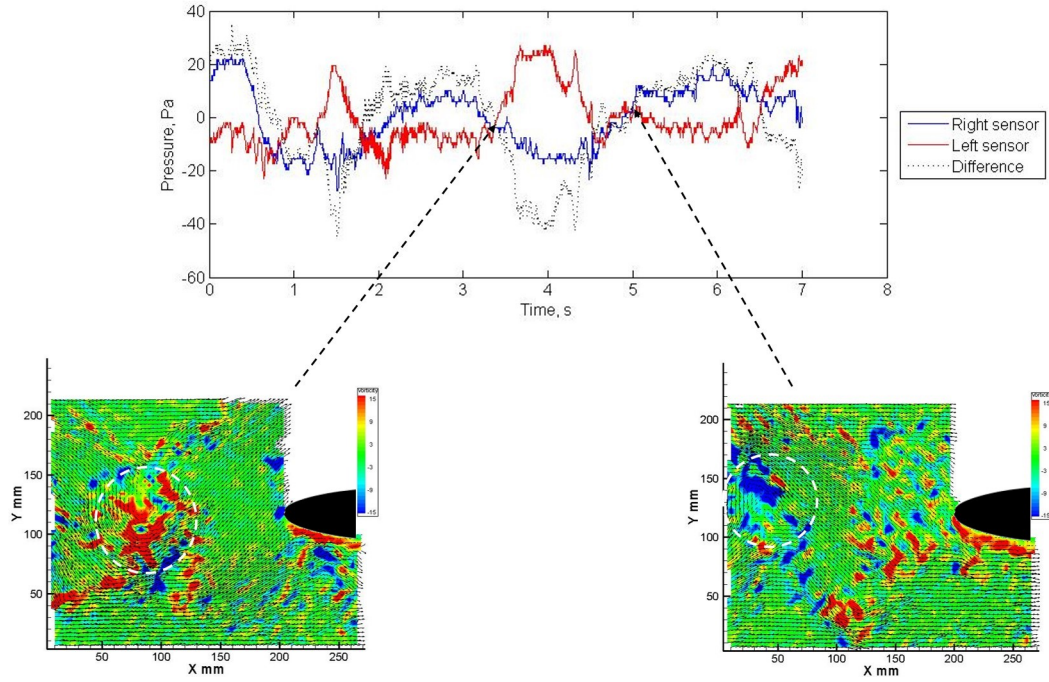 40
20
0
-20
-40
-60
Pressure, Pa
0 1 2 3 4 5 6 7 8
Time, s
Right sensor
Left sensor
Difference
200
150
100
50
Y mm
50 100 150 200 250
X mm
Vorticity
15
9
3
-3
-9
-15
200
150
100
50
Y mm
50 100 150 200 250
X mm
Vorticity
15
9
3
-3
-9
-15